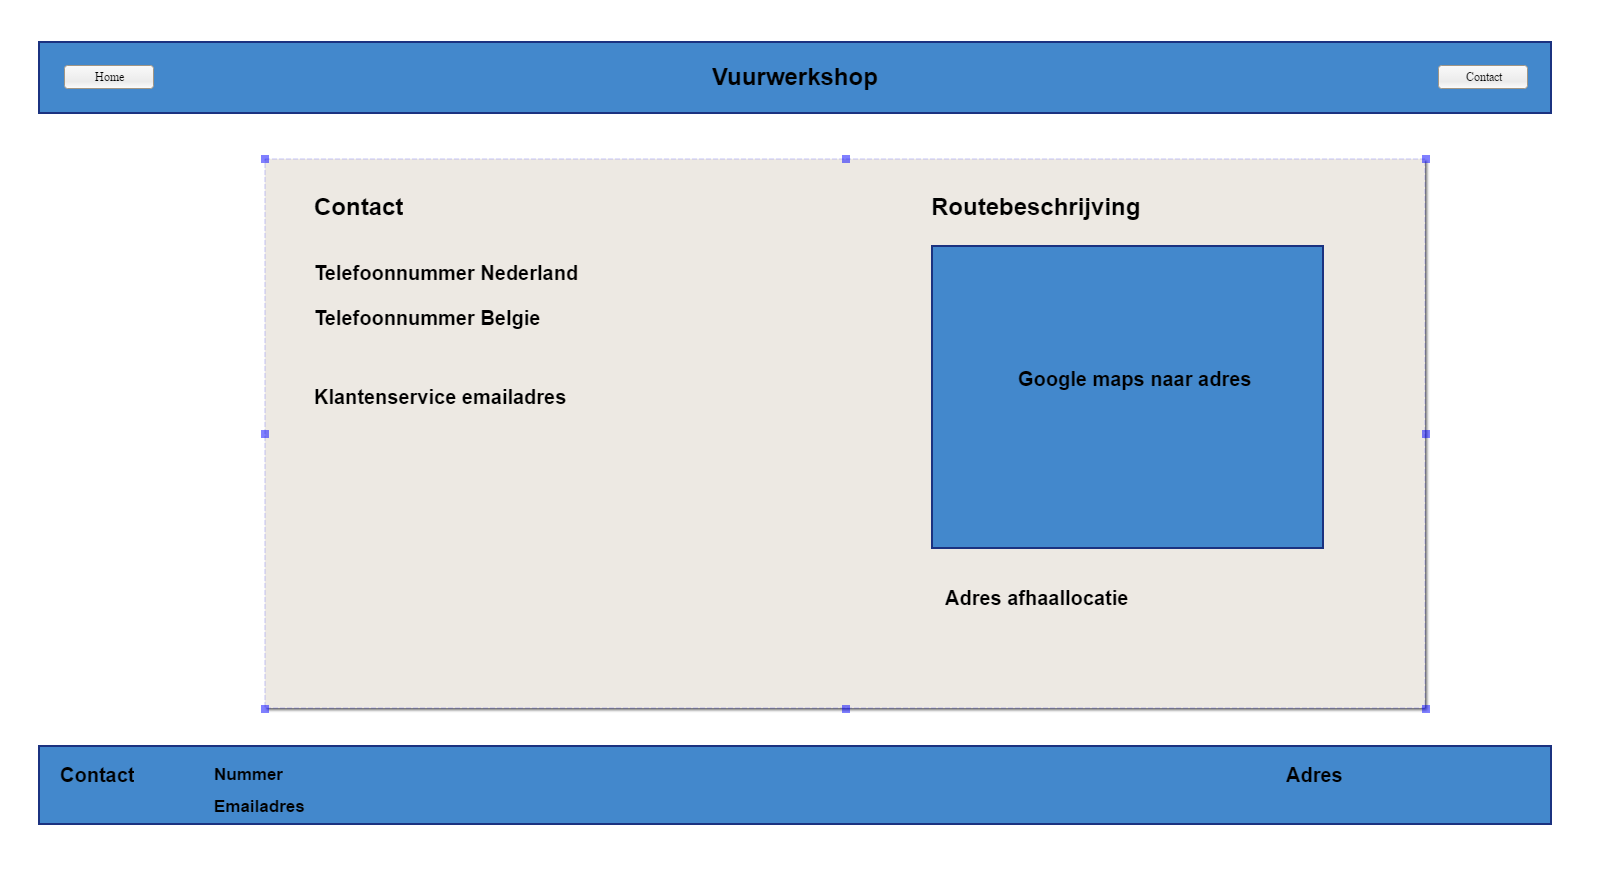 Home
Vuurwerkshop
Contact
Contact
Telefoonnummer Nederland
Telefoonnummer Belgie
Klantenservice emailadres
Routebeschrijving
Google maps naar adres
Adres afhaallocatie
Contact
Nummer
Emailadres
Adres